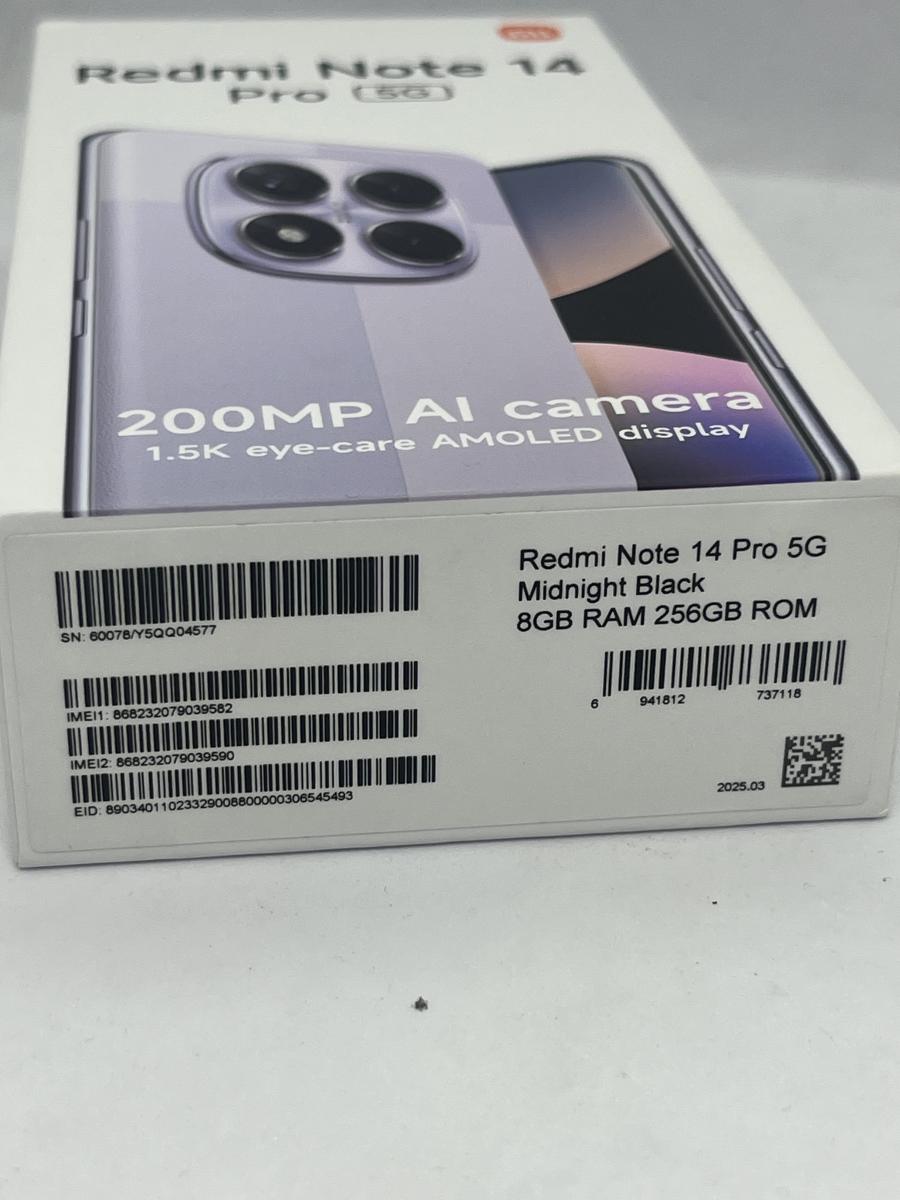 Redmi Note 14
Pro 5G
200MP AI camera
1.5K eye-care AMOLED display
SN: 60078/Y5QQ04577
IMEI1: 868232079039582
IMEI2: 868232079039590
EID: 89034011023329008800000306545493
Redmi Note 14 Pro 5G
Midnight Black
8GB RAM 256GB ROM
6 941812 737118
2025.03